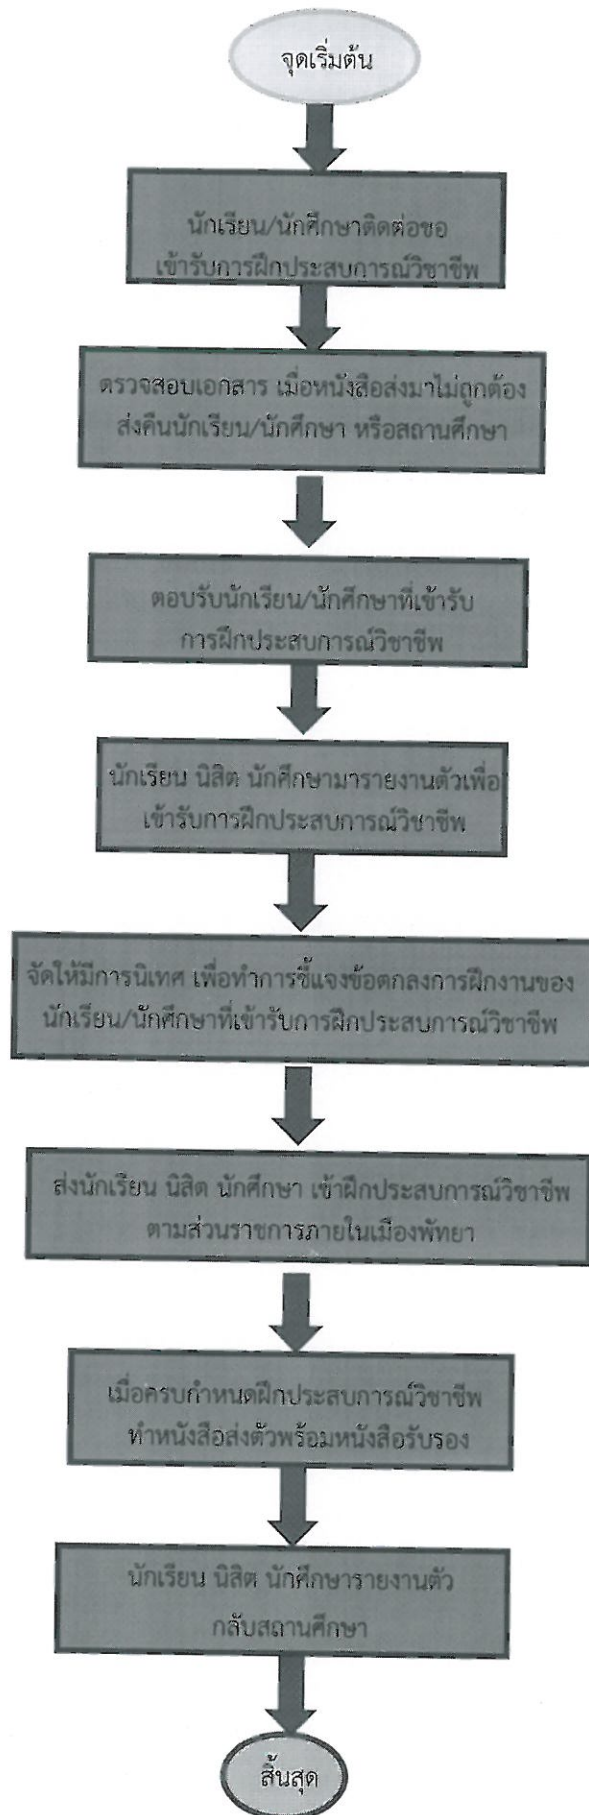 จุดเริ่มต้น
นักเรียน/นักศึกษาติดต่อขอ
เข้ารับการฝึกประสบการณ์วิชาชีพ
ตรวจสอบเอกสาร เมื่อหนังสือส่งมาไม่ถูกต้อง
ส่งคืนนักเรียน/นักศึกษา หรือสถานศึกษา
ตอบรับนักเรียน/นักศึกษาที่เข้ารับ
การฝึกประสบการณ์วิชาชีพ
นักเรียน นิสิต นักศึกษามารายงานตัวเพื่อ
เข้ารับการฝึกประสบการณ์วิชาชีพ
จัดให้มีการนิเทศ เพื่อทำการชี้แจงข้อตกลงการฝึกงานของ
นักเรียน/นักศึกษาที่เข้ารับการฝึกประสบการณ์วิชาชีพ
ส่งนักเรียน นิสิต นักศึกษา เข้าฝึกประสบการณ์วิชาชีพ
ตามส่วนราชการภายในเมืองพัทยา
เมื่อครบกำหนดฝึกประสบการณ์วิชาชีพ
ทำหนังสือส่งตัวพร้อมหนังสือรับรอง
นักเรียน นิสิต นักศึกษารายงานตัว
กลับสถานศึกษา
สิ้นสุด